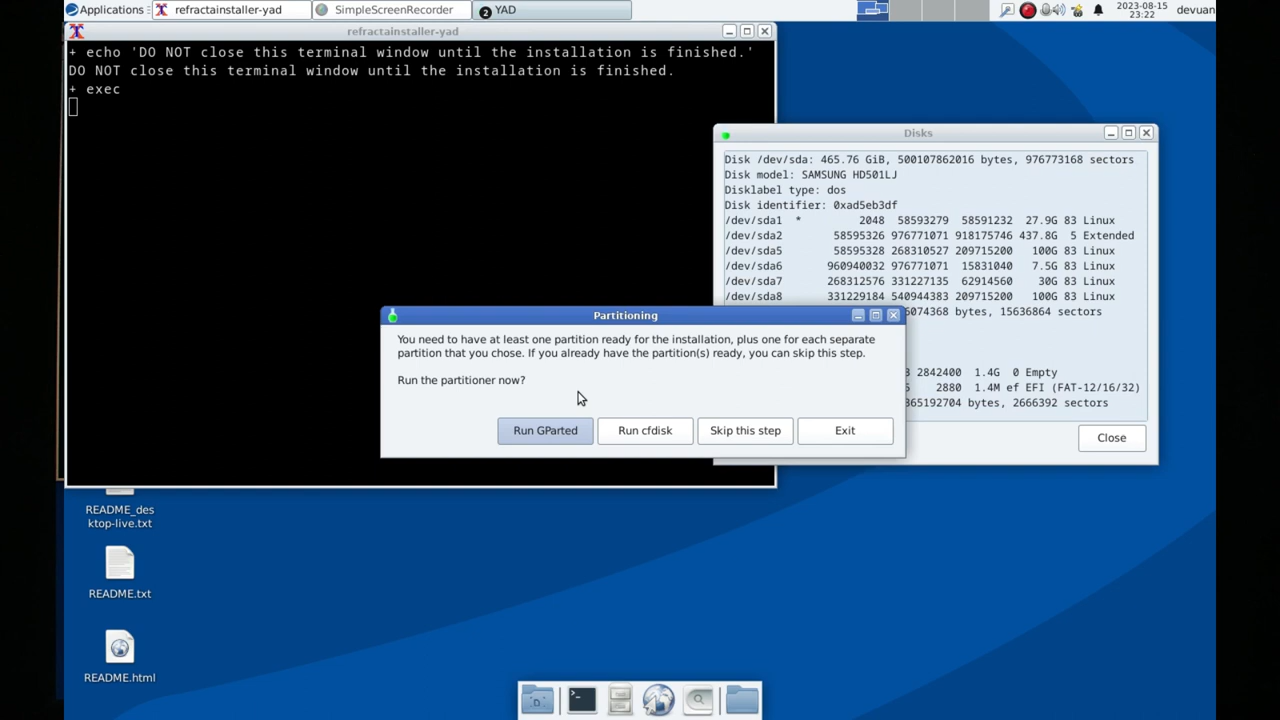 Applications
refractainstaller-yad
SimpleScreenRecorder
2 YAD
2023-08-15
23:22
devuan
refractainstaller-yad
+ echo 'DO NOT close this terminal window until the installation is finished.'
DO NOT close this terminal window until the installation is finished.
+ exec
Disks
Disk /dev/sda: 465.76 GiB, 500107862016 bytes, 976773168 sectors
Disk model: SAMSUNG HD501LJ
Disklabel type: dos
Disk identifier: 0xad5eb3df
/dev/sda1 * 2048 58593279 58591232 27.9G 83 Linux
/dev/sda2 58595326 976771071 918175746 437.8G 5 Extended
/dev/sda5 58595328 268310527 209715200 100G 83 Linux
/dev/sda6 960940032 976771071 15831040 7.5G 83 Linux
/dev/sda7 268312576 331227135 62914560 30G 83 Linux
/dev/sda8 331229184 540944383 209715200 100G 83 Linux
074368 bytes, 15636864 sectors
2842400 1.4G 0 Empty
2880 1.4M ef EFI (FAT-12/16/32)
365192704 bytes, 2666392 sectors
Close
Partitioning
You need to have at least one partition ready for the installation, plus one for each separate
partition that you chose. If you already have the partition(s) ready, you can skip this step.
Run the partitioner now?
Run GParted
Run cfdisk
Skip this step
Exit
README_des
ktop-live.txt
README.txt
README.html